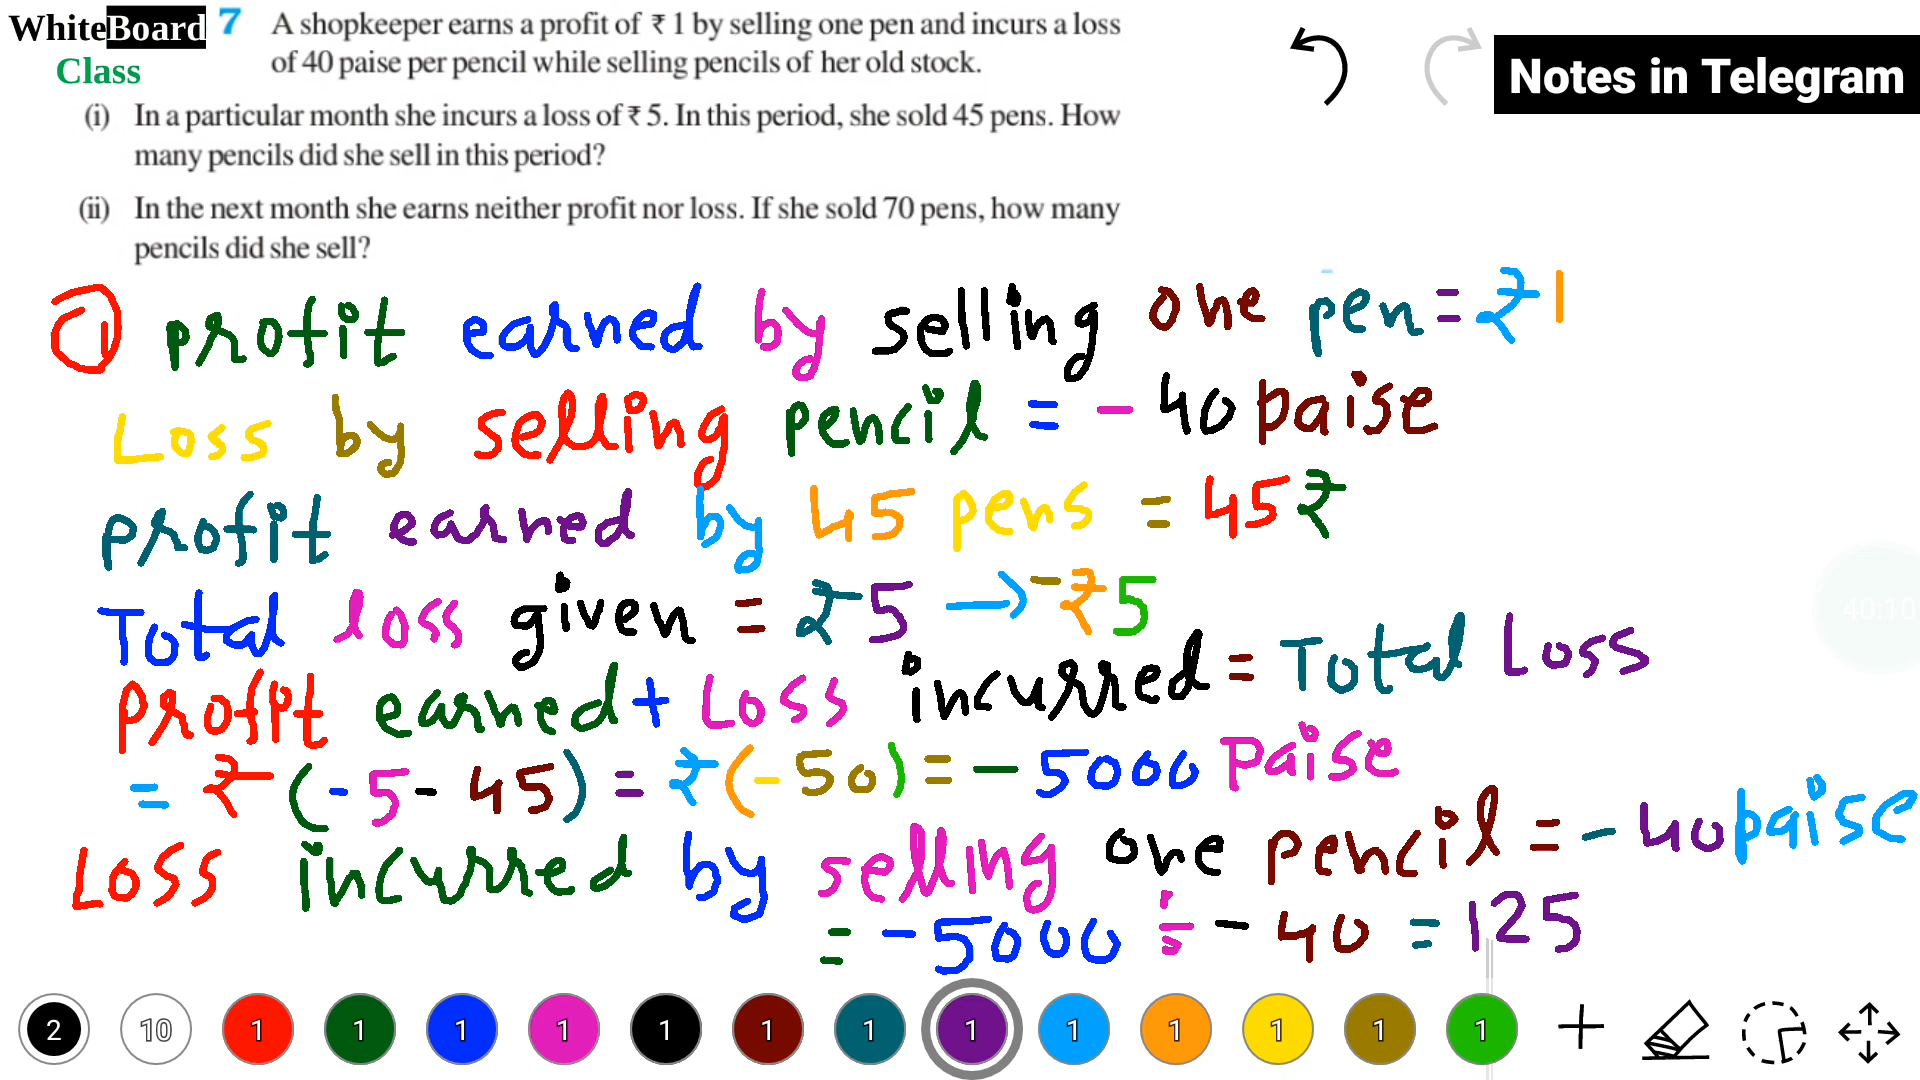 WhiteBoard
Class
7 A shopkeeper earns a profit of ₹ 1 by selling one pen and incurs a loss
of 40 paise per pencil while selling pencils of her old stock.
(i) In a particular month she incurs a loss of ₹ 5. In this period, she sold 45 pens. How
many pencils did she sell in this period?
(ii) In the next month she earns neither profit nor loss. If she sold 70 pens, how many
pencils did she sell?
Notes in Telegram
① profit earned by selling one pen = ₹1
Loss by selling pencil = - 40 paise
profit earned by 45 pens = 45₹
Total loss given = ₹5 → -₹5
profit earned + Loss incurred = Total Loss
= ₹ (-5 - 45) = ₹(-50) = - 5000 Paise
Loss incurred by selling one pencil = - 40 paise
= -5000 ÷ - 40 = 125
40:10
2 10 1 1 1 1 1 1 1 1 1 1 1 1 1